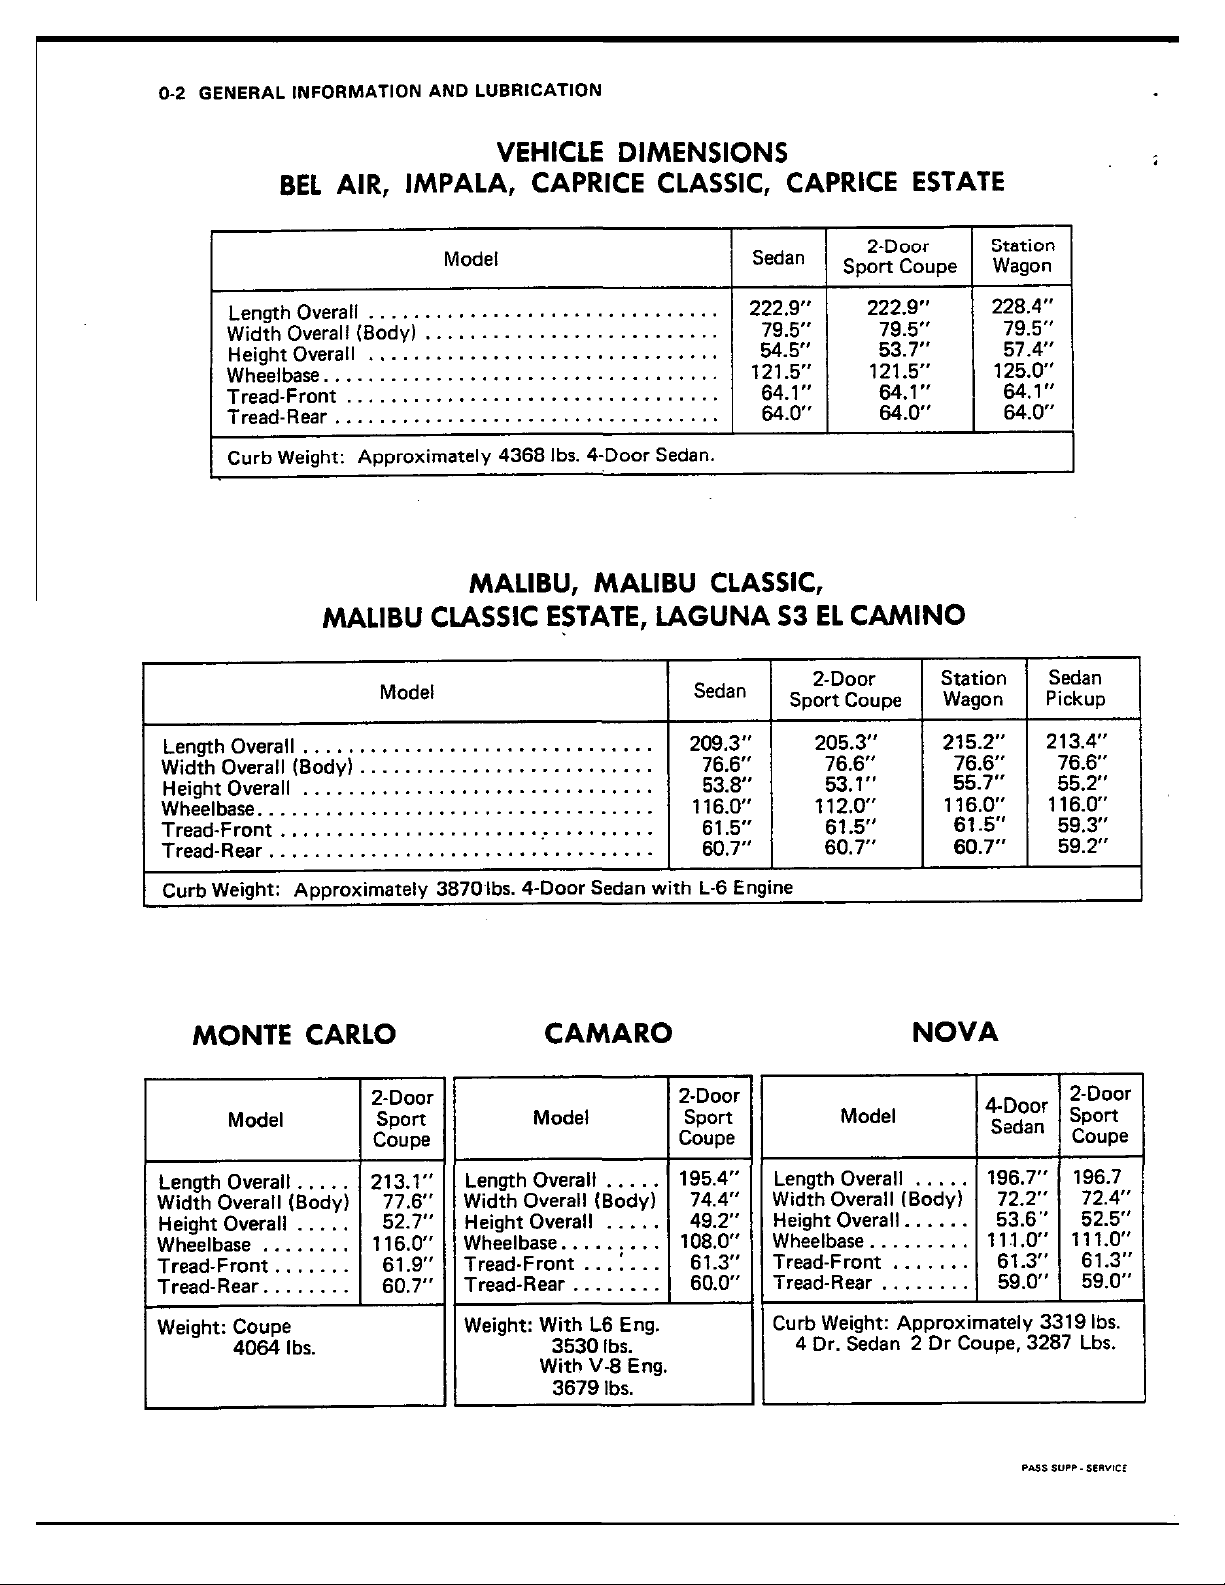 0-2 GENERAL INFORMATION AND LUBRICATION
VEHICLE DIMENSIONS
BEL AIR, IMPALA, CAPRICE CLASSIC, CAPRICE ESTATE
Model Sedan 2-Door Sport Coupe Station Wagon
Length Overall . . . . . . . . . . . . . . . . . . . . . . . . . . . . . . . 222.9" 222.9" 228.4"
Width Overall (Body) . . . . . . . . . . . . . . . . . . . . . . . . . . 79.5" 79.5" 79.5"
Height Overall . . . . . . . . . . . . . . . . . . . . . . . . . . . . . . . 54.5" 53.7" 57.4"
Wheelbase. . . . . . . . . . . . . . . . . . . . . . . . . . . . . . . . . . . 121.5" 121.5" 125.0"
Tread-Front . . . . . . . . . . . . . . . . . . . . . . . . . . . . . . . . . 64.1" 64.1" 64.1"
Tread-Rear . . . . . . . . . . . . . . . . . . . . . . . . . . . . . . . . . . 64.0" 64.0" 64.0"
Curb Weight: Approximately 4368 lbs. 4-Door Sedan.
MALIBU, MALIBU CLASSIC,
MALIBU CLASSIC ESTATE, LAGUNA S3 EL CAMINO
Model Sedan 2-Door Sport Coupe Station Wagon Sedan Pickup
Length Overall . . . . . . . . . . . . . . . . . . . . . . . . . . . . . . . 209.3" 205.3" 215.2" 213.4"
Width Overall (Body) . . . . . . . . . . . . . . . . . . . . . . . . . . 76.6" 76.6" 76.6" 76.6"
Height Overall . . . . . . . . . . . . . . . . . . . . . . . . . . . . . . . 53.8" 53.1" 55.7" 55.2"
Wheelbase. . . . . . . . . . . . . . . . . . . . . . . . . . . . . . . . . . . 116.0" 112.0" 116.0" 116.0"
Tread-Front . . . . . . . . . . . . . . . . . . . . . . . . . . . . . . . . . 61.5" 61.5" 61.5" 59.3"
Tread-Rear . . . . . . . . . . . . . . . . . . . . . . . . . . . . . . . . . . 60.7" 60.7" 60.7" 59.2"
Curb Weight: Approximately 3870 lbs. 4-Door Sedan with L-6 Engine
MONTE CARLO
Model 2-Door Sport Coupe
Length Overall . . . . . 213.1"
Width Overall (Body) 77.6"
Height Overall . . . . . 52.7"
Wheelbase . . . . . . . . 116.0"
Tread-Front . . . . . . . 61.9"
Tread-Rear. . . . . . . . 60.7"
Weight: Coupe
4064 lbs.
CAMARO
Model 2-Door Sport Coupe
Length Overall . . . . . 195.4"
Width Overall (Body) 74.4"
Height Overall . . . . . 49.2"
Wheelbase. . . . . . . . . 108.0"
Tread-Front . . . . . . . 61.3"
Tread-Rear . . . . . . . . 60.0"
Weight: With L6 Eng.
3530 lbs.
With V-8 Eng.
3679 lbs.
NOVA
Model 4-Door Sedan 2-Door Sport Coupe
Length Overall . . . . . 196.7" 196.7
Width Overall (Body) 72.2" 72.4"
Height Overall. . . . . . 53.6" 52.5"
Wheelbase . . . . . . . . . 111.0" 111.0"
Tread-Front . . . . . . . 61.3" 61.3"
Tread-Rear . . . . . . . . 59.0" 59.0"
Curb Weight: Approximately 3319 lbs.
4 Dr. Sedan 2 Dr Coupe, 3287 Lbs.
PASS SUPP - SERVICE